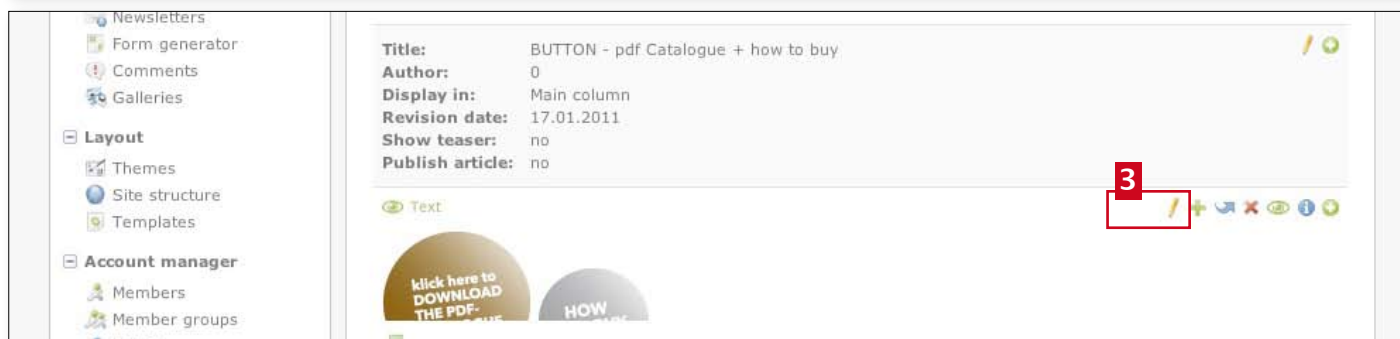 Newsletters
Form generator
Comments
Galleries
Layout
Themes
Site structure
Templates
Account manager
Members
Member groups
Title: BUTTON - pdf Catalogue + how to buy
Author: 0
Display in: Main column
Revision date: 17.01.2011
Show teaser: no
Publish article: no
3
Text
klick here to
DOWNLOAD
THE PDF-
HOW